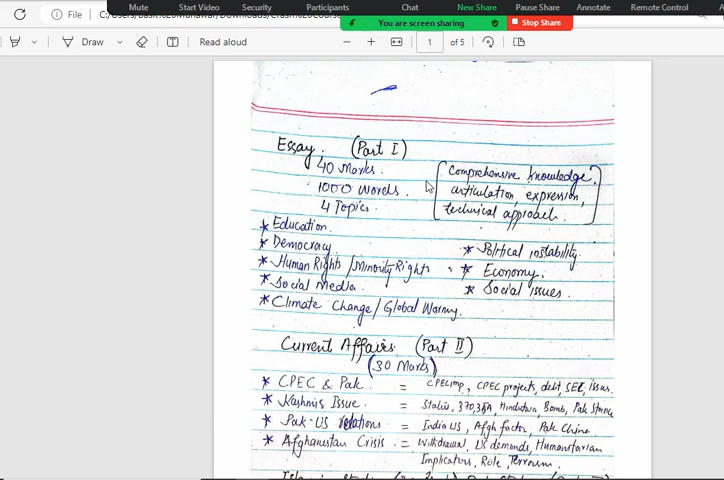 Mute Start Video Security Participants Chat New Share Pause Share Annotate Remote Control
You are screen sharing Stop Share
File
Draw Read aloud 1 of 5
Essay. (Part I)
40 Marks.
1000 Words.
4 Topics.
(Comprehensive knowledge, articulation, expression, technical approach.)
* Education.
* Democracy.
* Human Rights / Minority Rights
* Social Media.
* Climate Change / Global Warming.
* Political instability
* Economy.
* Social issues.
Current Affairs. (Part II)
(30 Marks)
* CPEC & Pak. = CPEC imp, CPEC projects, debt, SEZ, Issues.
* Kashmir Issue = 370, 35A, Hindutva, Bombs, Pak Stance
* Pak-US relations = India US, Afgh factor, Pak China
* Afghanistan Crisis = Withdrawal, US demands, Humanitarian
Implications, Role, Terrorism.